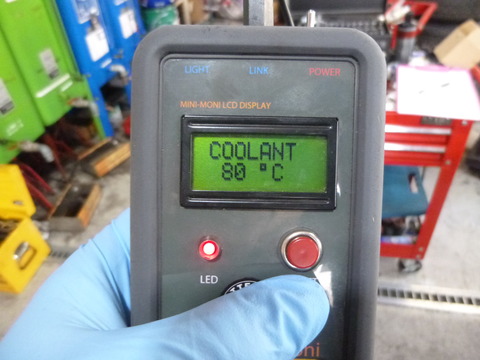 LIGHT LINK POWER
MINI-MONI LCD DISPLAY
COOLANT
80 °C
LED